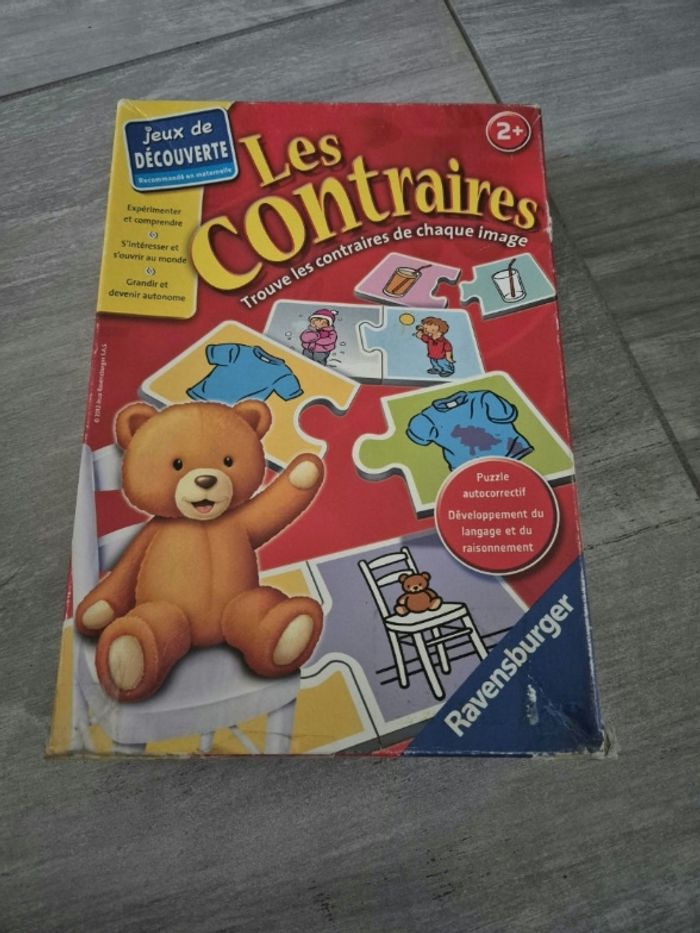 jeux de
DÉCOUVERTE
Recommandé en maternelle
Expérimenter
et comprendre
S'intéresser et
s'ouvrir au monde
Grandir et
devenir autonome
2+
Les
contraires
Trouve les contraires de chaque image
Puzzle
autocorrectif
Développement du
langage et du
raisonnement
Ravensburger